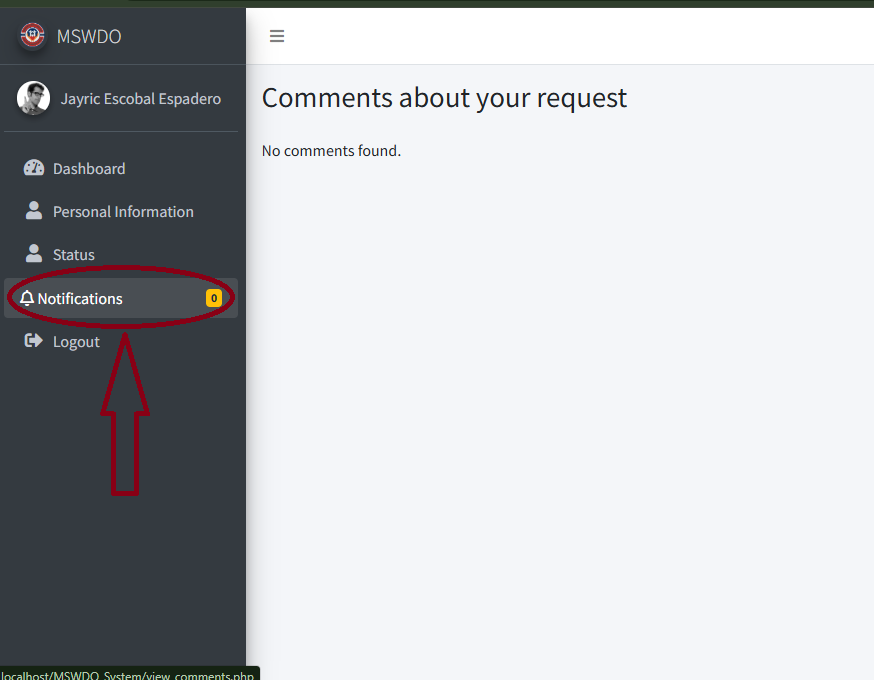 MSWDO
Jayric Escobal Espadero
Dashboard
Personal Information
Status
Notifications 0
Logout
Comments about your request
No comments found.
localhost/MSWDO_System/view_comments.php